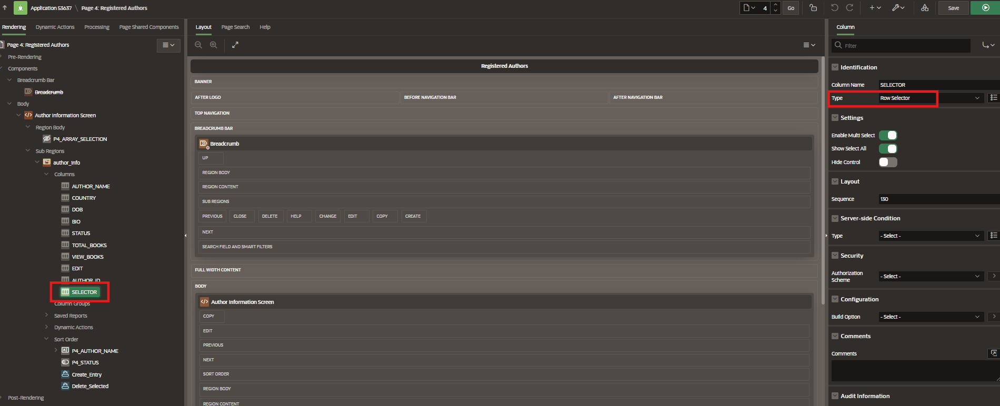 Application 53637 \ Page 4: Registered Authors
4
Go
Save
Rendering
Dynamic Actions
Processing
Page Shared Components
Page 4: Registered Authors
Pre-Rendering
Components
Breadcrumb Bar
Breadcrumb
Body
Author Information Screen
Region Body
P4_ARRAY_SELECTION
Sub Regions
author_info
Columns
AUTHOR_NAME
COUNTRY
DOB
BIO
STATUS
TOTAL_BOOKS
VIEW_BOOKS
EDIT
AUTHOR_ID
SELECTOR
Column Groups
Saved Reports
Dynamic Actions
Sort Order
P4_AUTHOR_NAME
P4_STATUS
Create_Entry
Delete_Selected
Post-Rendering
Layout
Page Search
Help
Registered Authors
BANNER
AFTER LOGO
BEFORE NAVIGATION BAR
AFTER NAVIGATION BAR
TOP NAVIGATION
BREADCRUMB BAR
Breadcrumb
UP
REGION BODY
REGION CONTENT
SUB REGIONS
PREVIOUS
CLOSE
DELETE
HELP
CHANGE
EDIT
COPY
CREATE
NEXT
SEARCH FIELD AND SMART FILTERS
FULL WIDTH CONTENT
BODY
Author Information Screen
COPY
EDIT
PREVIOUS
NEXT
SORT ORDER
REGION BODY
REGION CONTENT
Column
Filter
Identification
Column Name SELECTOR
Type Row Selector
Settings
Enable Multi Select
Show Select All
Hide Control
Layout
Sequence 130
Server-side Condition
Type - Select -
Security
Authorization
Scheme - Select -
Configuration
Build Option - Select -
Comments
Comments
Audit Information